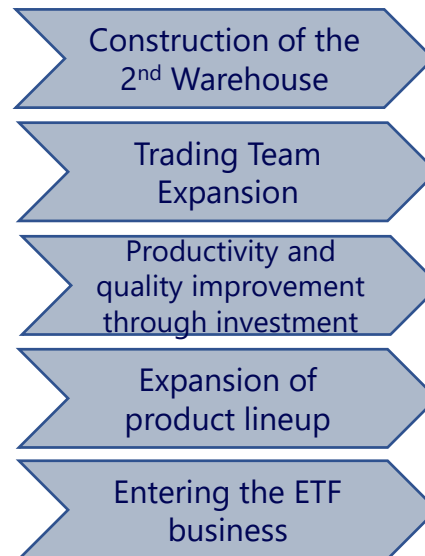 Construction of the
2nd Warehouse
Trading Team
Expansion
Productivity and
quality improvement
through investment
Expansion of
product lineup
Entering the ETF
business